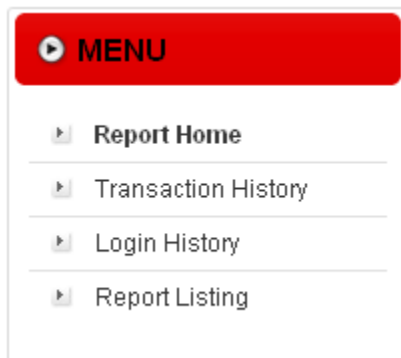 MENU
Report Home
Transaction History
Login History
Report Listing